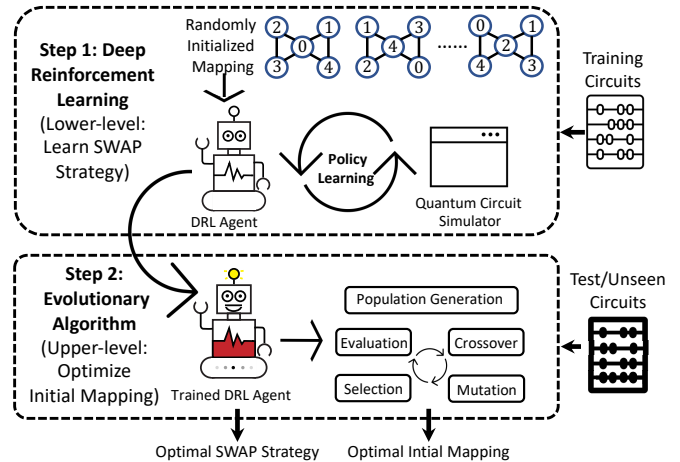 Step 1: Deep
Reinforcement
Learning
(Lower-level:
Learn SWAP
Strategy)
Randomly
Initialized
Mapping
2 1
0
3 4
1 3
4
2 0
......
0 1
2
4 3
DRL Agent
Policy
Learning
Quantum Circuit
Simulator
Training
Circuits
Step 2:
Evolutionary
Algorithm
(Upper-level:
Optimize
Initial Mapping)
Trained DRL Agent
Population Generation
Evaluation
Crossover
Selection
Mutation
Test/Unseen
Circuits
Optimal SWAP Strategy
Optimal Intial Mapping